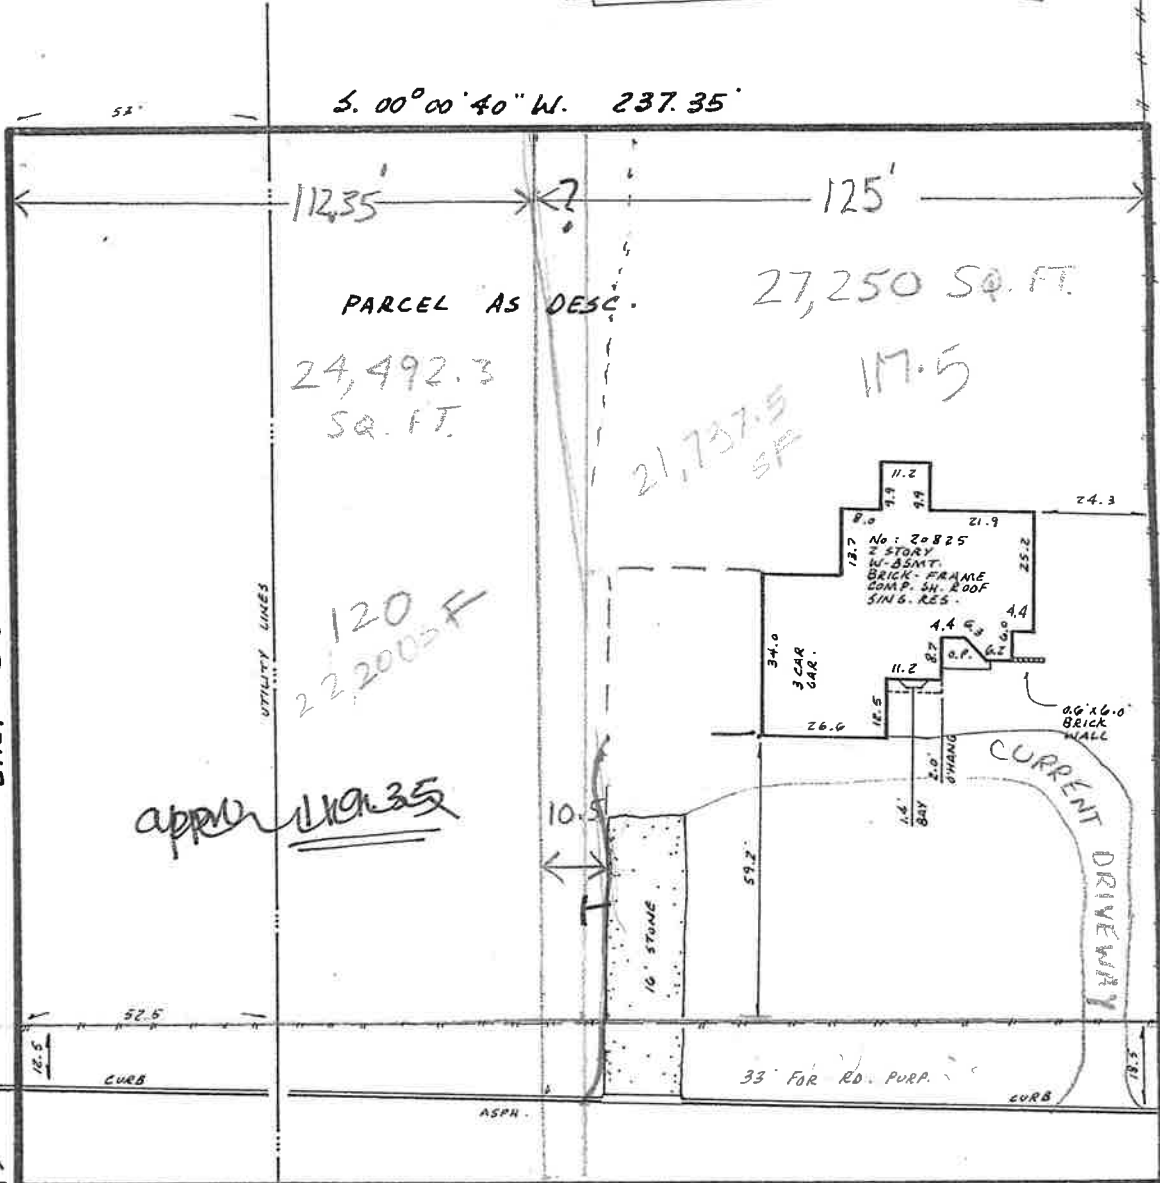 S. 00°00'40" W. 237.35'
52'
112.35'
?
125'
27,250 SQ. FT.
PARCEL AS DESC.
24,492.3
SQ. FT.
117.5
21,737.5
SF
11.2
9.9
9.9
24.3
8.0
21.9
13.7
No: 20825
2 STORY
W-BSMT.
BRICK-FRAME
COMP. SH. ROOF
SING. RES.
25.2
UTILITY LINES
120
22,200 SF
34.0
3 CAR
GAR.
4.4
6.3
6.0
4.4
8.7
O.P.
6.2
11.2
12.5
26.6
0.6' x 6.0'
BRICK
WALL
CURRENT DRIVEWAY
2.0'
O'HANG
1.6'
BAY
119.35
10.5
59.2'
16' STONE
52.5
12.5
33' FOR RD. PURP.
13.5
CURB
CURB
ASPH.